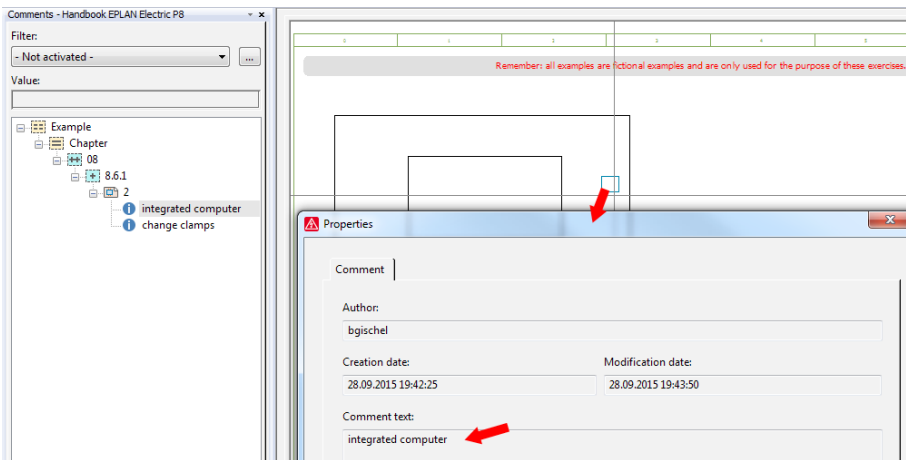 Comments - Handbook EPLAN Electric P8
Filter:
- Not activated -
...
Value:
Example
Chapter
08
8.6.1
2
integrated computer
change clamps
Remember: all examples are fictional examples and are only used for the purpose of these exercises.
Properties
Comment
Author:
bgischel
Creation date: Modification date:
28.09.2015 19:42:25 28.09.2015 19:43:50
Comment text:
integrated computer